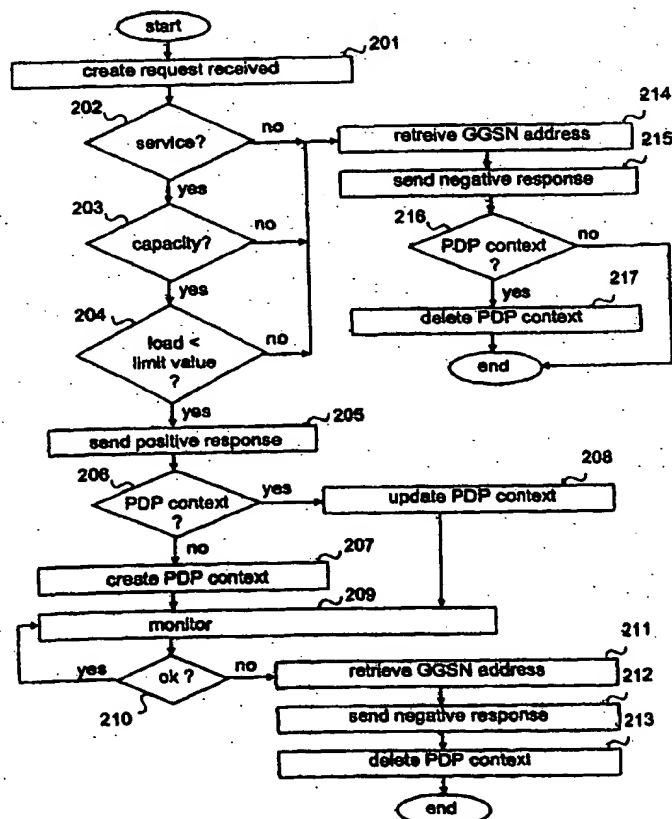 start
201
create request received
202
service?
no
214
retreive GGSN address
215
yes
send negative response
203
capacity?
no
216
PDP context
?
no
yes
217
204
load <
limit value
?
no
delete PDP context
end
yes
205
send positive response
206
PDP context
?
yes
208
update PDP context
no
207
create PDP context
209
monitor
211
yes
ok ?
no
retrieve GGSN address
212
210
send negative response
213
delete PDP context
end